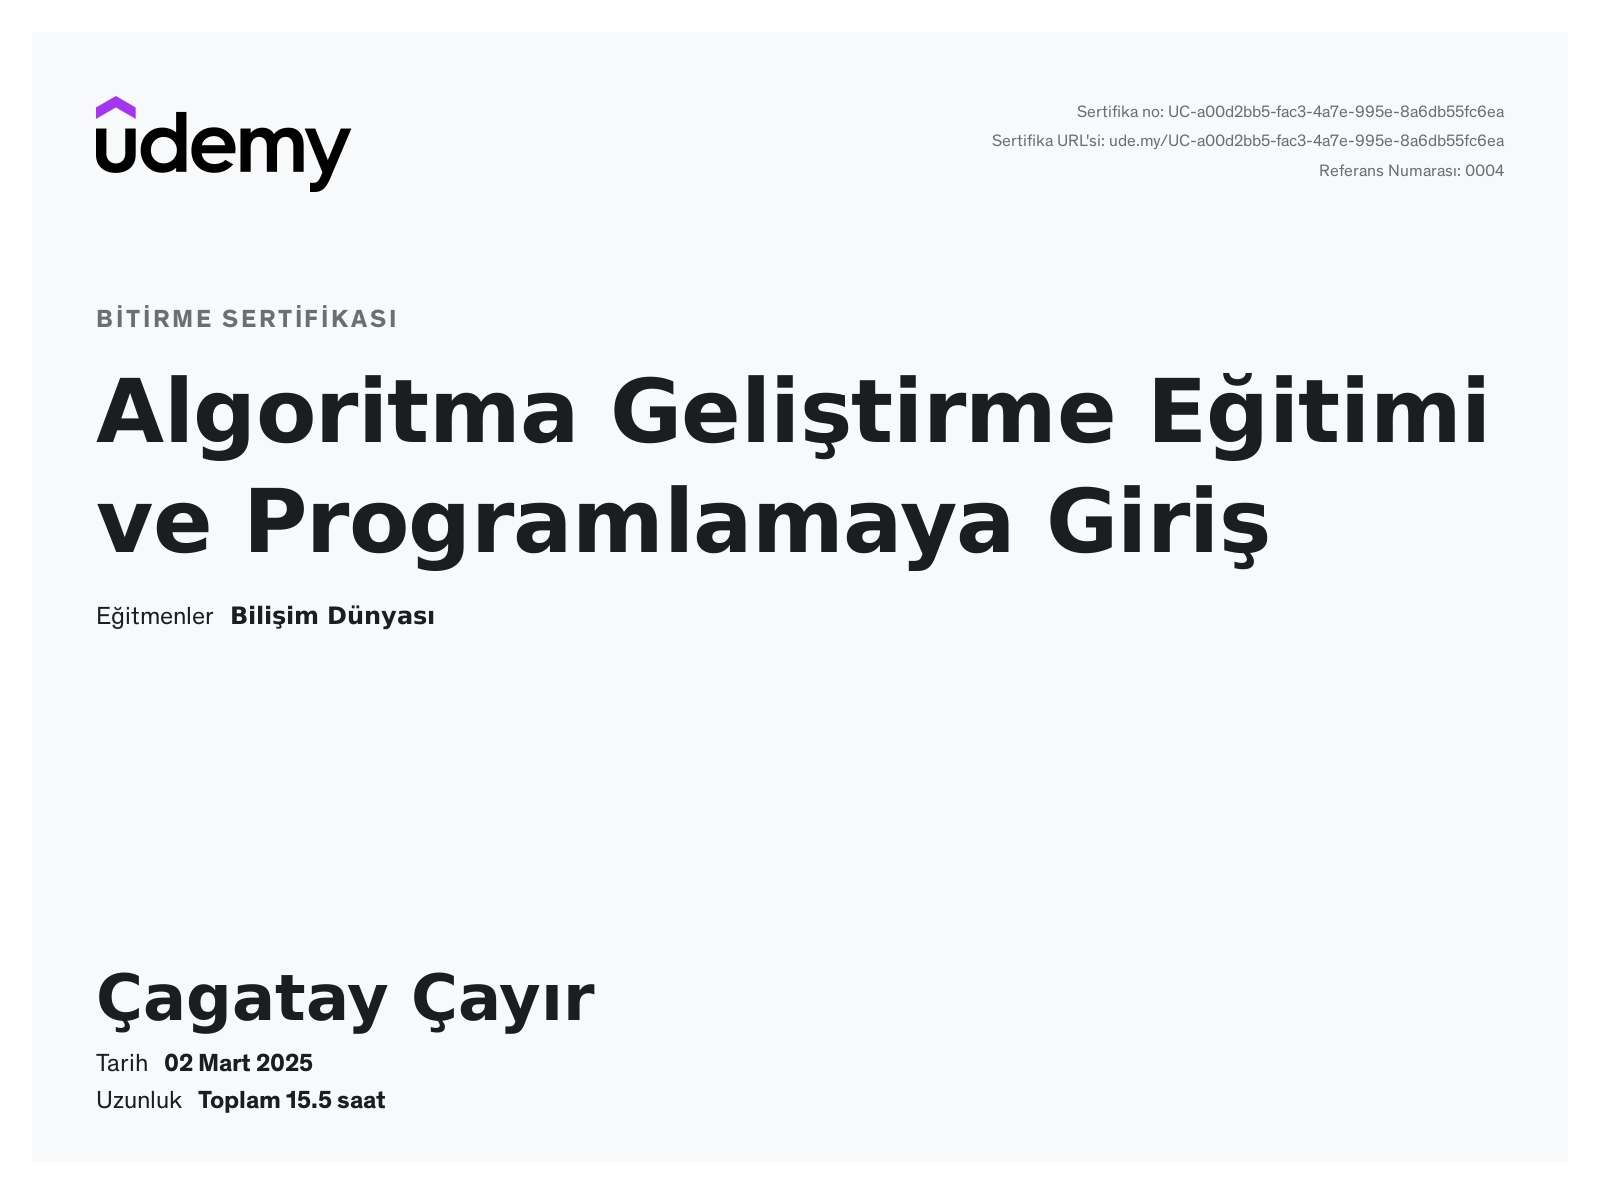 udemy
Sertifika no: UC-a00d2bb5-fac3-4a7e-995e-8a6db55fc6ea
Sertifika URL'si: ude.my/UC-a00d2bb5-fac3-4a7e-995e-8a6db55fc6ea
Referans Numarası: 0004
BİTİRME SERTİFİKASI
Algoritma Geliştirme Eğitimi
ve Programlamaya Giriş
Eğitmenler Bilişim Dünyası
Çagatay Çayır
Tarih 02 Mart 2025
Uzunluk Toplam 15.5 saat